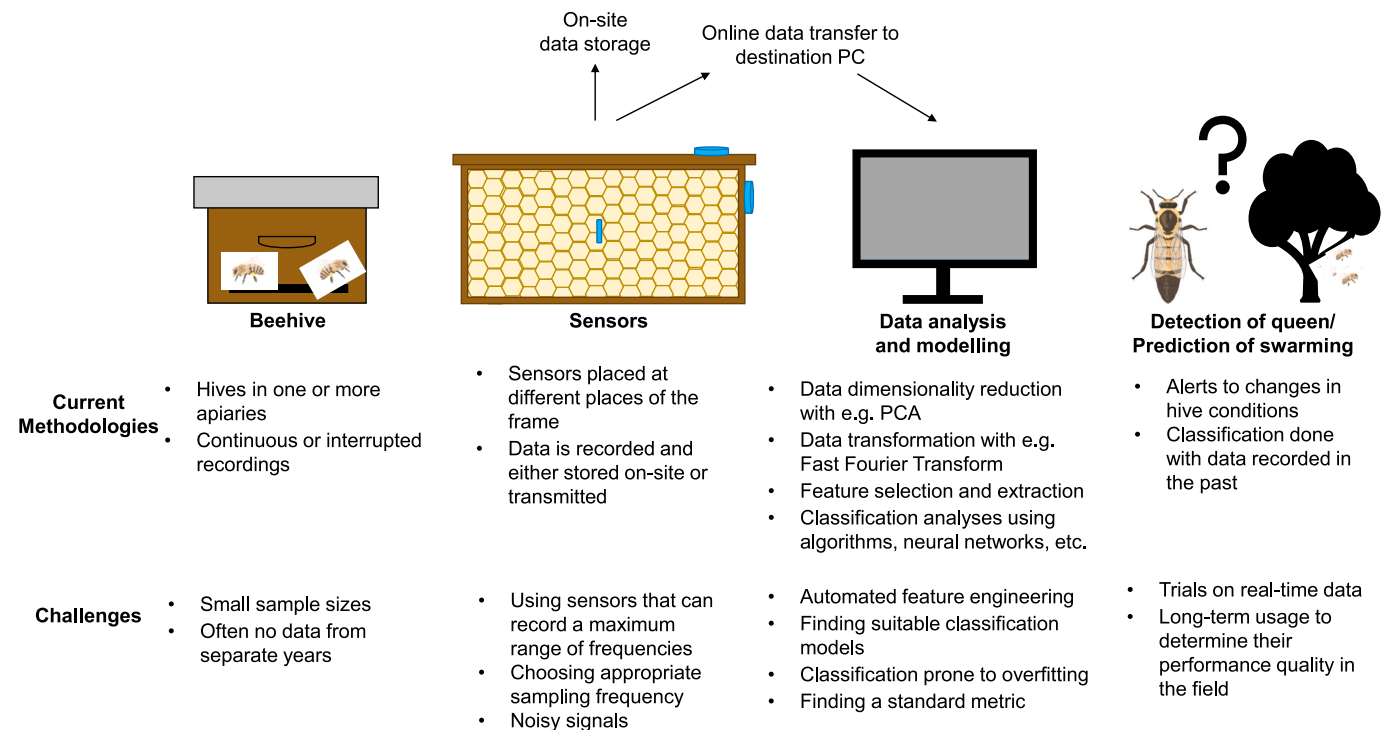 On-site
data storage
Online data transfer to
destination PC
Beehive
Sensors
Data analysis
and modelling
Detection of queen/
Prediction of swarming
Current
Methodologies
• Hives in one or more
apiaries
• Continuous or interrupted
recordings
• Sensors placed at
different places of the
frame
• Data is recorded and
either stored on-site or
transmitted
• Data dimensionality reduction
with e.g. PCA
• Data transformation with e.g.
Fast Fourier Transform
• Feature selection and extraction
• Classification analyses using
algorithms, neural networks, etc.
• Alerts to changes in
hive conditions
• Classification done
with data recorded in
the past
Challenges
• Small sample sizes
• Often no data from
separate years
• Using sensors that can
record a maximum
range of frequencies
• Choosing appropriate
sampling frequency
• Noisy signals
• Automated feature engineering
• Finding suitable classification
models
• Classification prone to overfitting
• Finding a standard metric
• Trials on real-time data
• Long-term usage to
determine their
performance quality in
the field
?